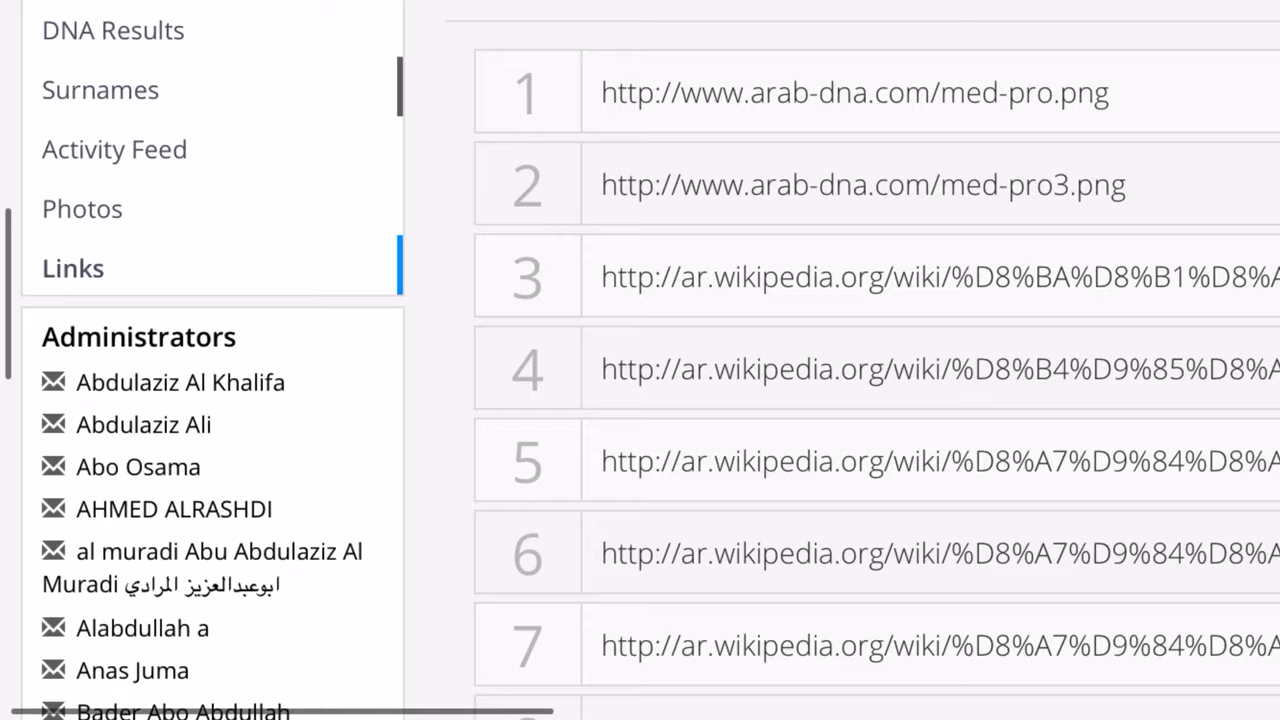 DNA Results
Surnames
Activity Feed
Photos
Links
Administrators
Abdulaziz Al Khalifa
Abdulaziz Ali
Abo Osama
AHMED ALRASHDI
al muradi Abu Abdulaziz Al
Muradi ابوعبدالعزيز المرادي
Alabdullah a
Anas Juma
Bader Abo Abdullah
1 http://www.arab-dna.com/med-pro.png
2 http://www.arab-dna.com/med-pro3.png
3 http://ar.wikipedia.org/wiki/%D8%BA%D8%B1%D8%A
4 http://ar.wikipedia.org/wiki/%D8%B4%D9%85%D8%A
5 http://ar.wikipedia.org/wiki/%D8%A7%D9%84%D8%A
6 http://ar.wikipedia.org/wiki/%D8%A7%D9%84%D8%A
7 http://ar.wikipedia.org/wiki/%D8%A7%D9%84%D8%A